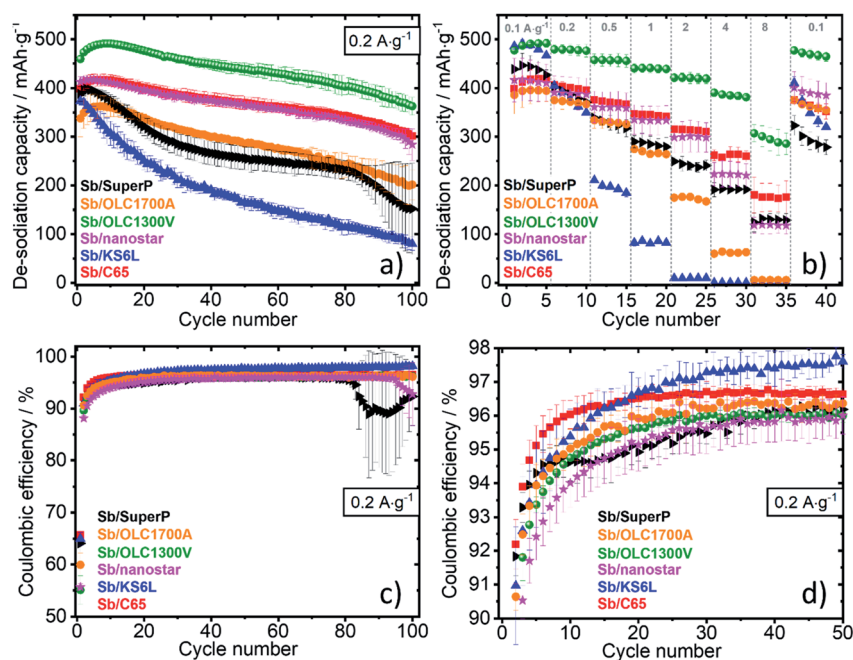 0.2 A·g⁻¹
De-sodiation capacity / mAh·g⁻¹
500
400
300
200
100
0
Sb/SuperP
Sb/OLC1700A
Sb/OLC1300V
Sb/nanostar
Sb/KS6L
Sb/C65
a)
0 20 40 60 80 100
Cycle number
0.1 A·g⁻¹ 0.2 0.5 1 2 4 8 0.1
De-sodiation capacity / mAh·g⁻¹
500
400
300
200
100
0
Sb/SuperP
Sb/OLC1700A
Sb/OLC1300V
Sb/nanostar
Sb/KS6L
Sb/C65
b)
0 5 10 15 20 25 30 35 40
Cycle number
Coulombic efficiency / %
100
95
90
85
80
75
70
65
60
55
50
0.2 A·g⁻¹
Sb/SuperP
Sb/OLC1700A
Sb/OLC1300V
Sb/nanostar
Sb/KS6L
Sb/C65
c)
0 20 40 60 80 100
Cycle number
Coulombic efficiency / %
98
97
96
95
94
93
92
91
90
0.2 A·g⁻¹
Sb/SuperP
Sb/OLC1700A
Sb/OLC1300V
Sb/nanostar
Sb/KS6L
Sb/C65
d)
0 10 20 30 40 50
Cycle number